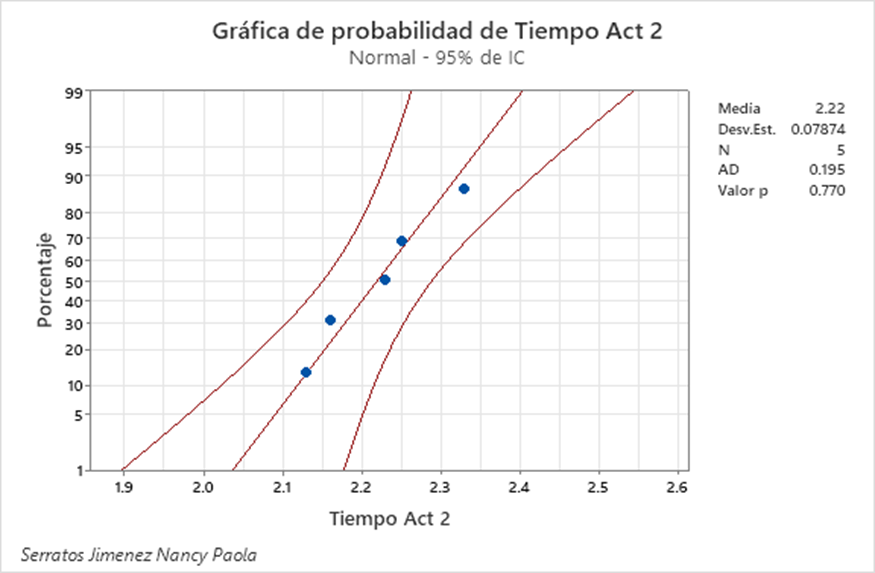 Gráfica de probabilidad de Tiempo Act 2
Normal - 95% de IC
99
95
90
80
70
60
50
40
30
20
10
5
1
Porcentaje
1.9 2.0 2.1 2.2 2.3 2.4 2.5 2.6
Tiempo Act 2
Media 2.22
Desv.Est. 0.07874
N 5
AD 0.195
Valor p 0.770
Serratos Jimenez Nancy Paola